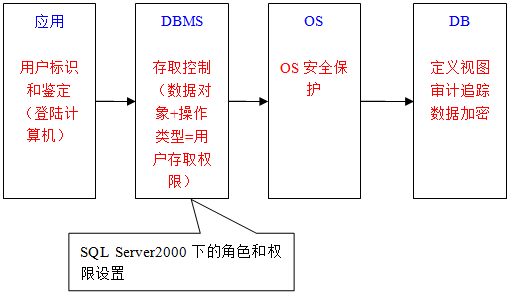 应用
用户标识
和鉴定
（登陆计
算机）
DBMS
存取控制
（数据对
象+操作
类型=用
户存取权
限）
OS
OS 安全保
护
DB
定义视图
审计追踪
数据加密
SQL Server2000 下的角色和权
限设置